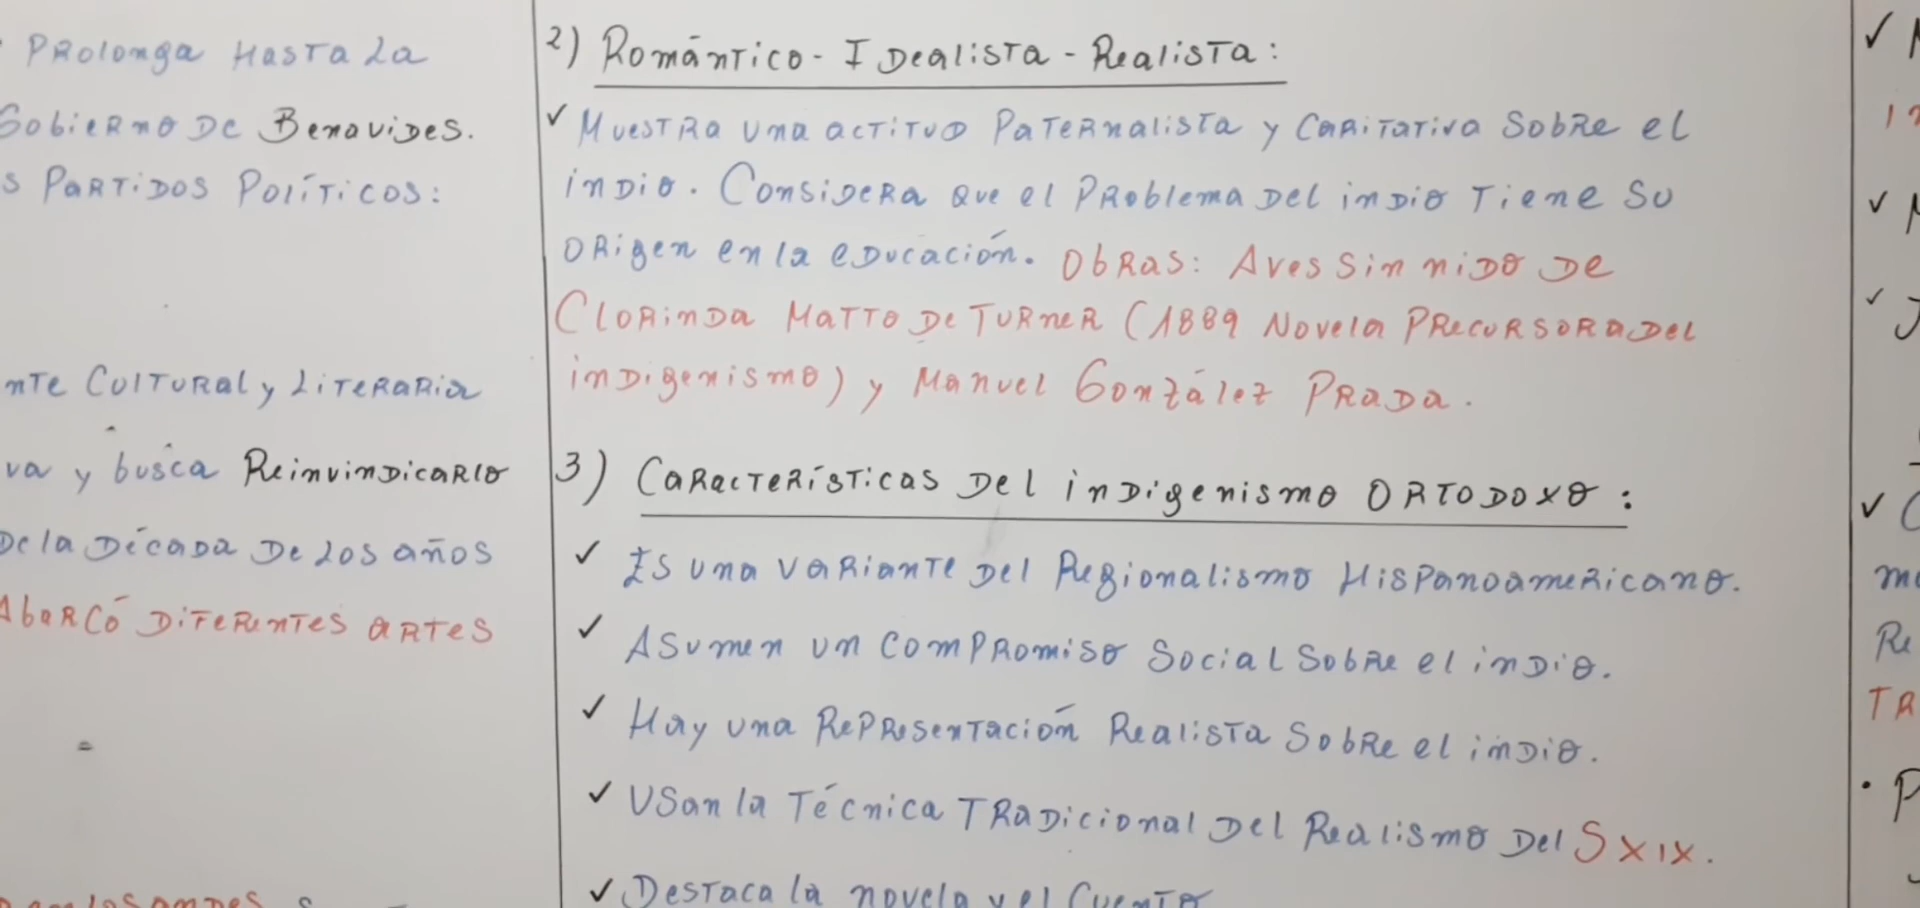 Prolonga hasta la
Gobierno de Benavides.
s Partidos Políticos:
nte Cultural y Literaria
va y busca Reinvindicarlo
De la Década de los años
Abarcó diferentes artes
2) Romántico - Idealista - Realista:
✓ Muestra una actitud paternalista y caritativa sobre el
indio. Considera que el problema del indio tiene su
origen en la educación. Obras: Aves sin nido de
Clorinda Matto de Turner (1889 Novela precursora del
indigenismo) y Manuel González Prada.
3) Características del indigenismo ORTODOXO:
✓ Es una variante del Regionalismo Hispanoamericano.
✓ Asumen un compromiso social sobre el indio.
✓ Hay una Representación Realista sobre el indio.
✓ Usan la Técnica Tradicional del Realismo del S XIX.
✓ Destaca la novela y el Cuento